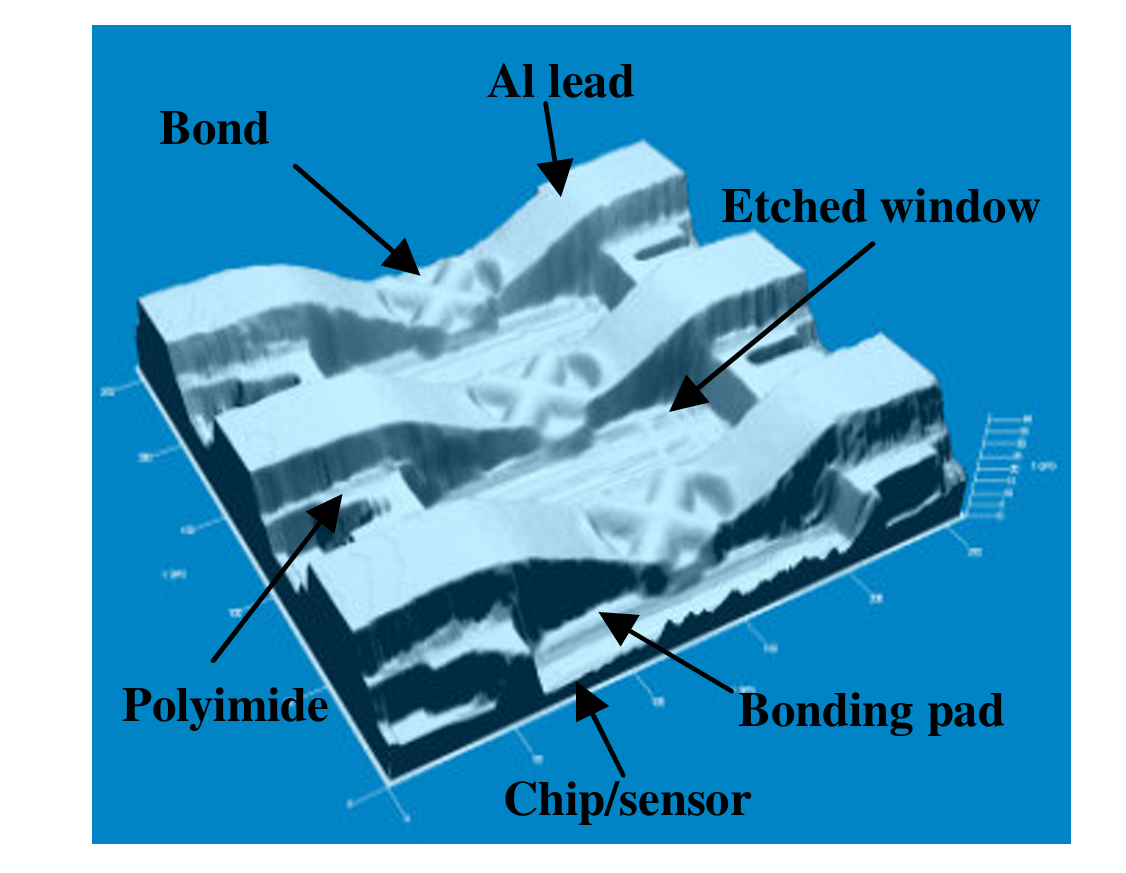 Al lead
Bond
Etched window
Polyimide
Bonding pad
Chip/sensor